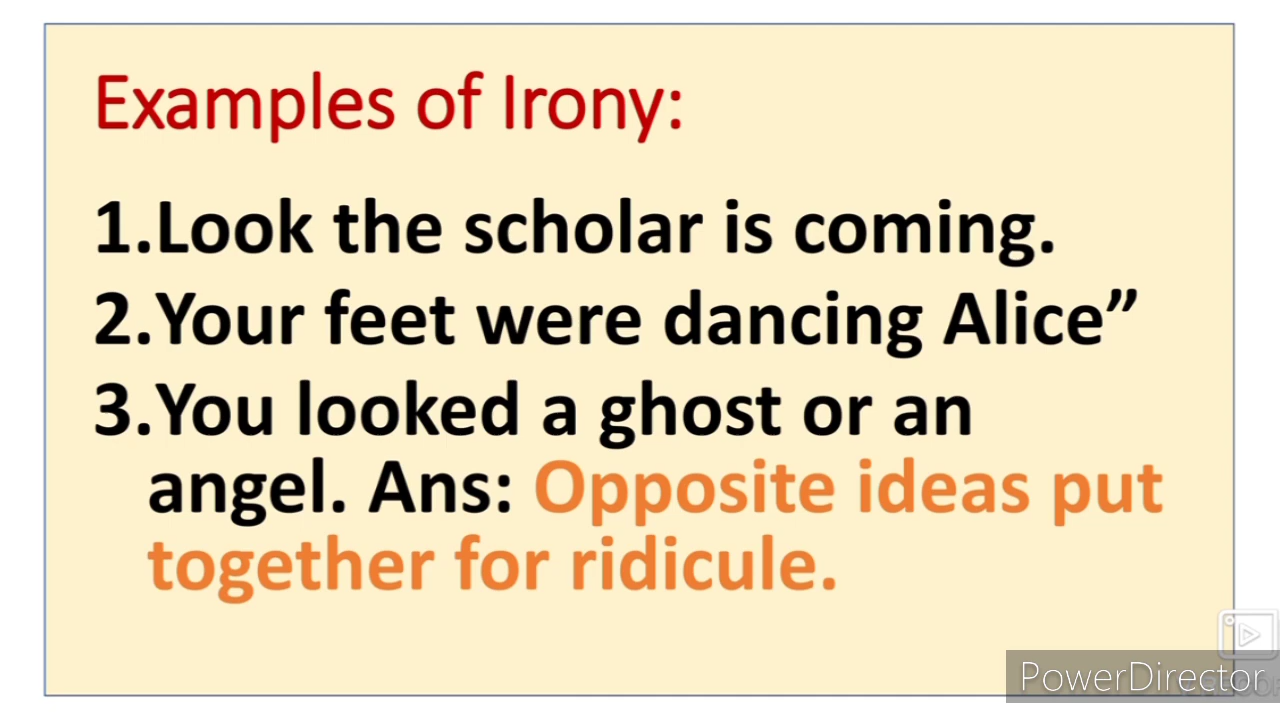 Examples of Irony:
1.Look the scholar is coming.
2.Your feet were dancing Alice”
3.You looked a ghost or an
angel. Ans: Opposite ideas put
together for ridicule.
PowerDirector